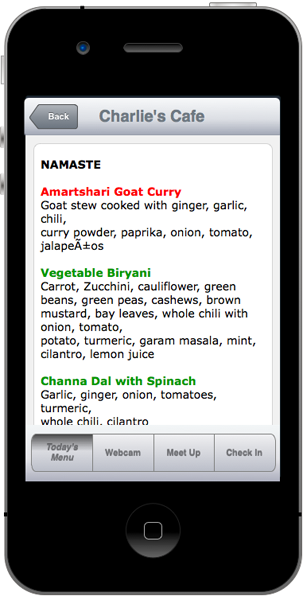 Back
Charlie's Cafe
NAMASTE
Amartshari Goat Curry
Goat stew cooked with ginger, garlic,
chili,
curry powder, paprika, onion, tomato,
jalapeÃ±os
Vegetable Biryani
Carrot, Zucchini, cauliflower, green
beans, green peas, cashews, brown
mustard, bay leaves, whole chili with
onion, tomato,
potato, turmeric, garam masala, mint,
cilantro, lemon juice
Channa Dal with Spinach
Garlic, ginger, onion, tomatoes,
turmeric,
whole chili, cilantro
Today's
Menu
Webcam
Meet Up
Check In